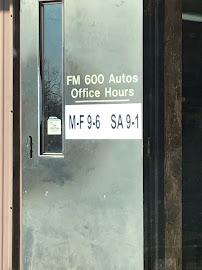 FM 600 Autos
Office Hours
M-F 9-6 SA 9-1